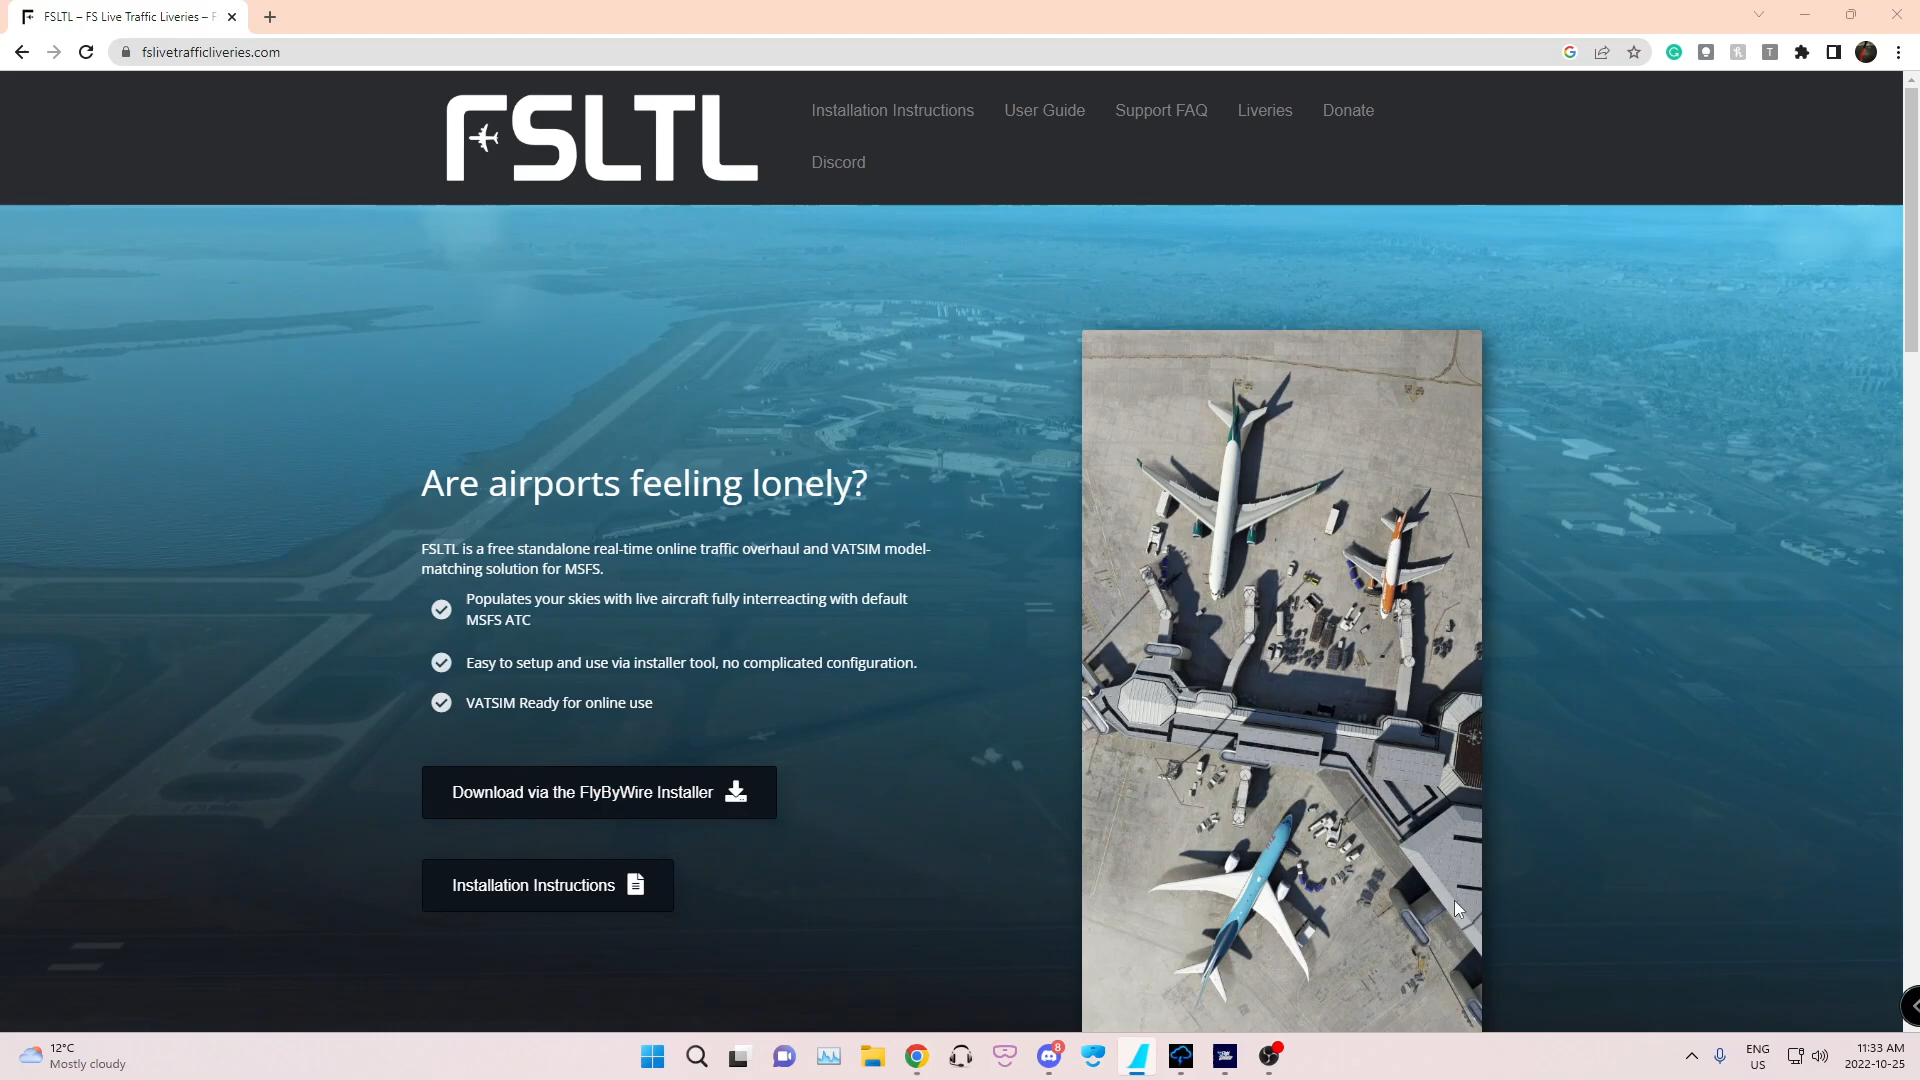 FSLTL – FS Live Traffic Liveries – F
fslivetrafficliveries.com
FSLTL
Installation Instructions
User Guide
Support FAQ
Liveries
Donate
Discord
Are airports feeling lonely?
FSLTL is a free standalone real-time online traffic overhaul and VATSIM model-
matching solution for MSFS.
Populates your skies with live aircraft fully interreacting with default
MSFS ATC
Easy to setup and use via installer tool, no complicated configuration.
VATSIM Ready for online use
Download via the FlyByWire Installer
Installation Instructions
12°C
Mostly cloudy
8
ENG
US
11:33 AM
2022-10-25